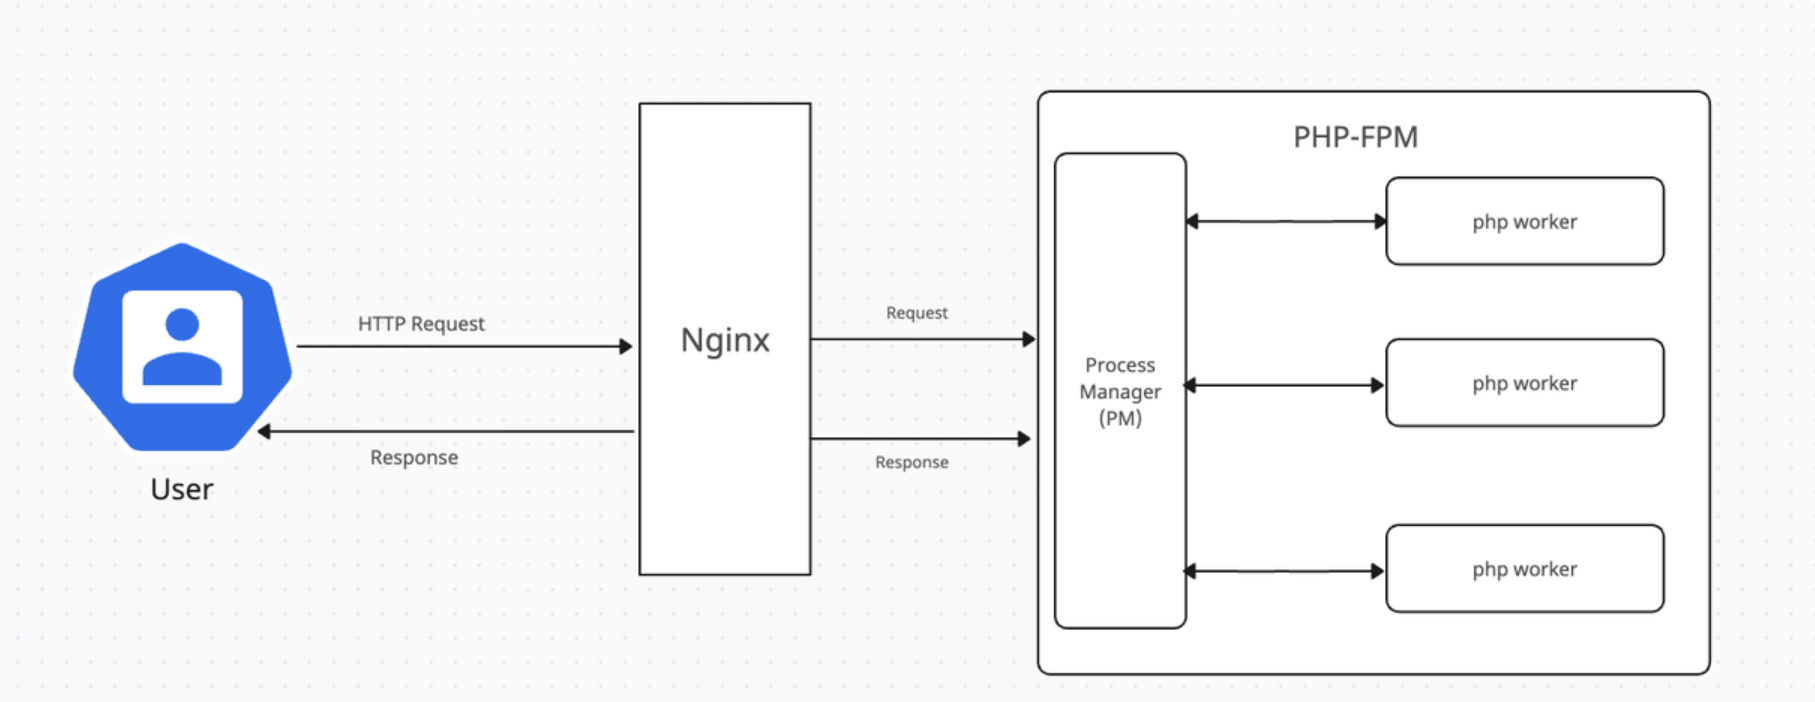 PHP-FPM
php worker
HTTP Request
Request
Nginx
Process
Manager
(PM)
php worker
Response
Response
User
php worker